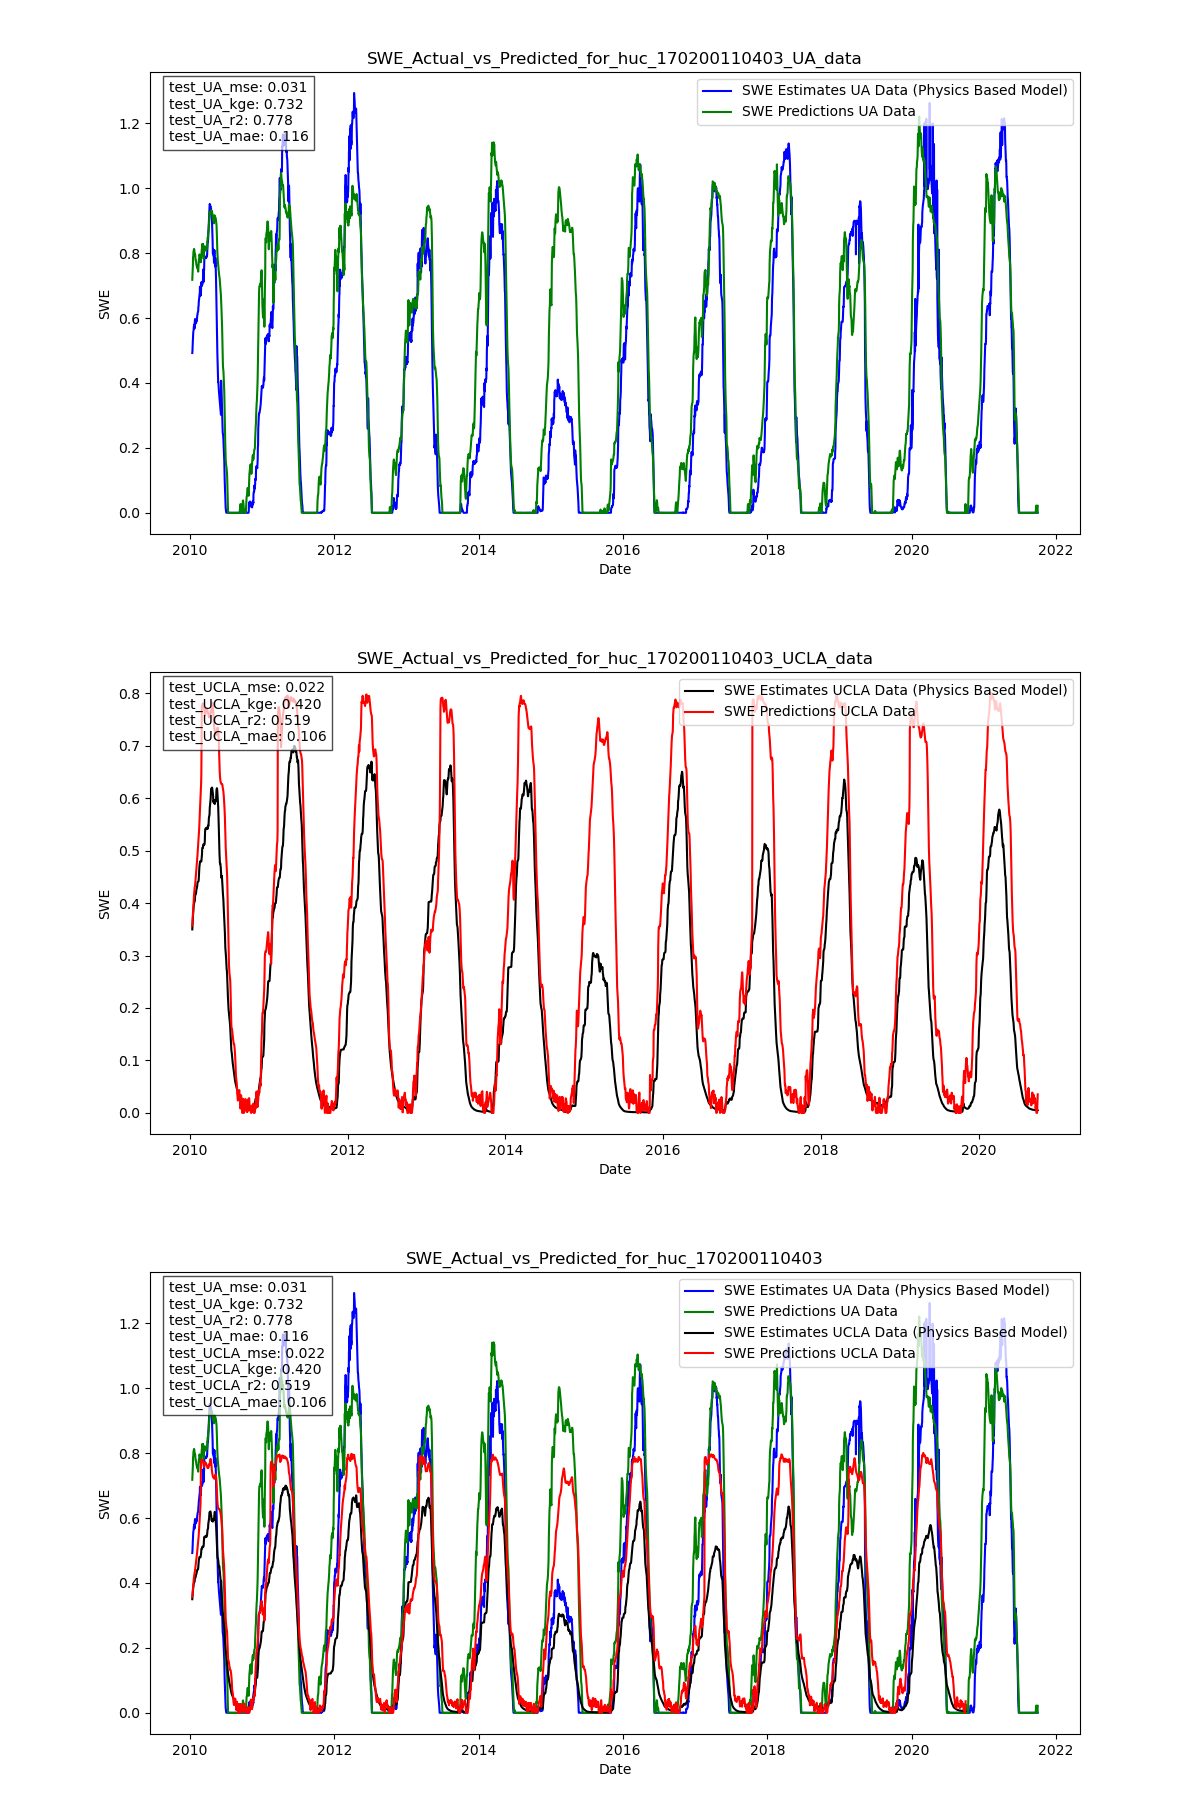 SWE_Actual_vs_Predicted_for_huc_170200110403_UA_data
test_UA_mse: 0.031
test_UA_kge: 0.732
test_UA_r2: 0.778
test_UA_mae: 0.116
SWE Estimates UA Data (Physics Based Model)
SWE Predictions UA Data
1.2
1.0
0.8
0.6
0.4
0.2
0.0
SWE
2010 2012 2014 2016 2018 2020 2022
Date
SWE_Actual_vs_Predicted_for_huc_170200110403_UCLA_data
test_UCLA_mse: 0.022
test_UCLA_kge: 0.420
test_UCLA_r2: 0.519
test_UCLA_mae: 0.106
SWE Estimates UCLA Data (Physics Based Model)
SWE Predictions UCLA Data
0.8
0.7
0.6
0.5
0.4
0.3
0.2
0.1
0.0
SWE
2010 2012 2014 2016 2018 2020
Date
SWE_Actual_vs_Predicted_for_huc_170200110403
test_UA_mse: 0.031
test_UA_kge: 0.732
test_UA_r2: 0.778
test_UA_mae: 0.116
test_UCLA_mse: 0.022
test_UCLA_kge: 0.420
test_UCLA_r2: 0.519
test_UCLA_mae: 0.106
SWE Estimates UA Data (Physics Based Model)
SWE Predictions UA Data
SWE Estimates UCLA Data (Physics Based Model)
SWE Predictions UCLA Data
1.2
1.0
0.8
0.6
0.4
0.2
0.0
SWE
2010 2012 2014 2016 2018 2020 2022
Date